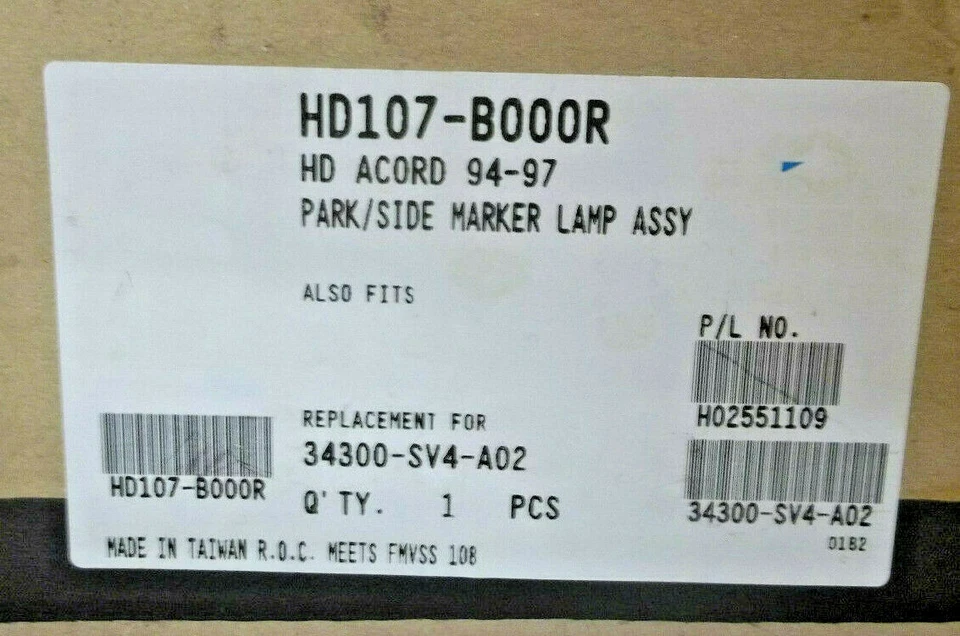 HD107-B000R
HD ACORD 94-97
PARK/SIDE MARKER LAMP ASSY
ALSO FITS
P/L NO.
H02551109
REPLACEMENT FOR
34300-SV4-A02
HD107-B000R
Q'TY. 1 PCS
34300-SV4-A02
0182
MADE IN TAIWAN R.O.C. MEETS FMVSS 108